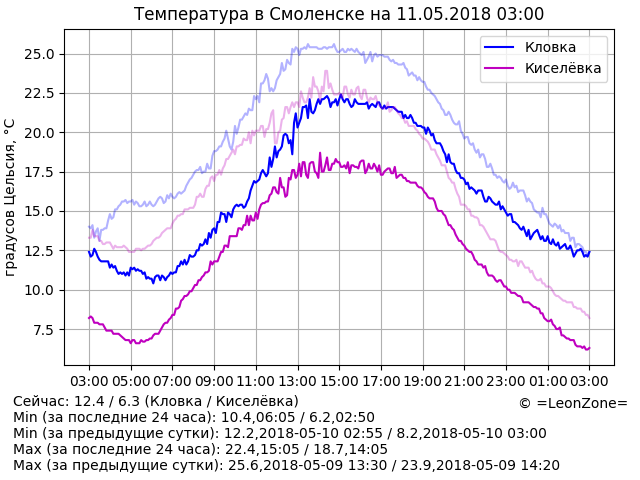 Температура в Смоленске на 11.05.2018 03:00
градусов Цельсия, °C
25.0
22.5
20.0
17.5
15.0
12.5
10.0
7.5
Кловка
Киселёвка
03:00 05:00 07:00 09:00 11:00 13:00 15:00 17:00 19:00 21:00 23:00 01:00 03:00
Сейчас: 12.4 / 6.3 (Кловка / Киселёвка)
© =LeonZone=
Min (за последние 24 часа): 10.4,06:05 / 6.2,02:50
Min (за предыдущие сутки): 12.2,2018-05-10 02:55 / 8.2,2018-05-10 03:00
Max (за последние 24 часа): 22.4,15:05 / 18.7,14:05
Max (за предыдущие сутки): 25.6,2018-05-09 13:30 / 23.9,2018-05-09 14:20